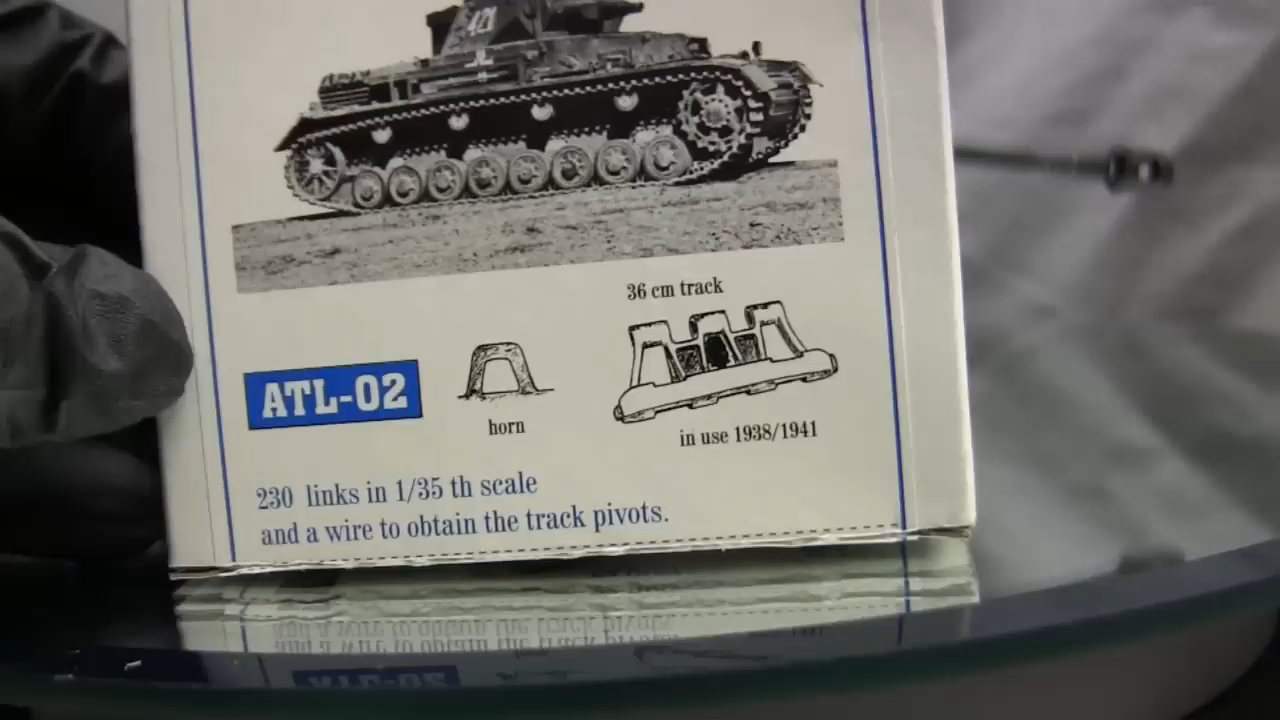 421
36 cm track
ATL-02
horn
in use 1938/1941
230 links in 1/35 th scale
and a wire to obtain the track pivots.